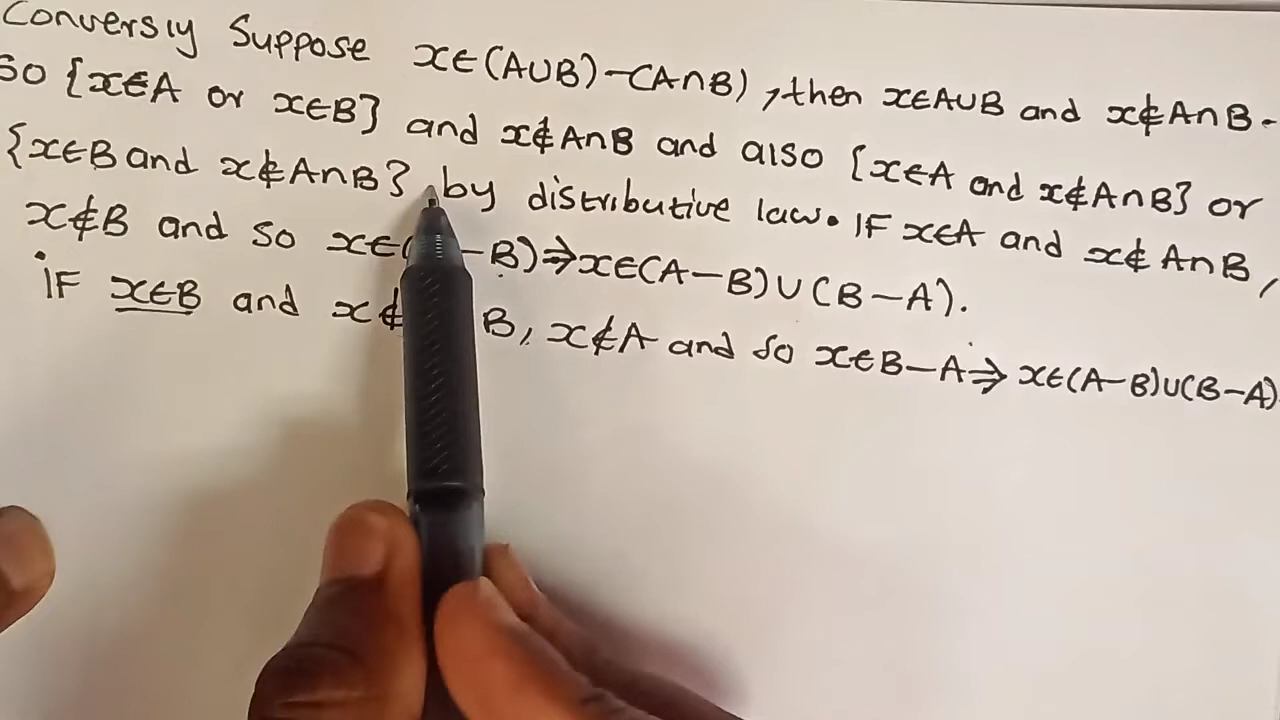 Conversly Suppose x∈(A∪B)-(A∩B), then x∈A∪B and x∉A∩B.
So {x∈A or x∈B} and x∉A∩B and also {x∈A and x∉A∩B} or
{x∈B and x∉A∩B} by distributive law. IF x∈A and x∉A∩B,
x∉B and so x∈( -B)⇒x∈(A-B)∪(B-A).
iF x∈B and x∉ B, x∉A and so x∈B-A⇒x∈(A-B)∪(B-A).